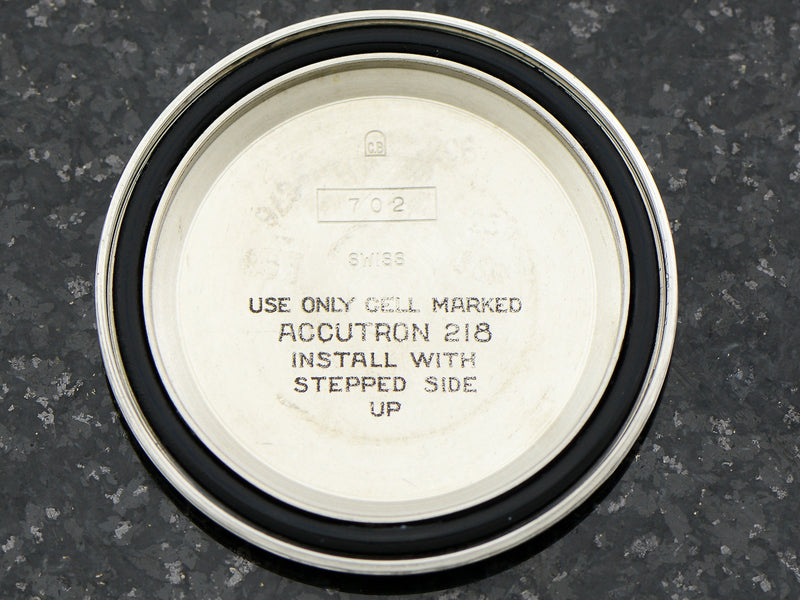 C.B
702
SWISS
USE ONLY CELL MARKED
ACCUTRON 218
INSTALL WITH
STEPPED SIDE
UP